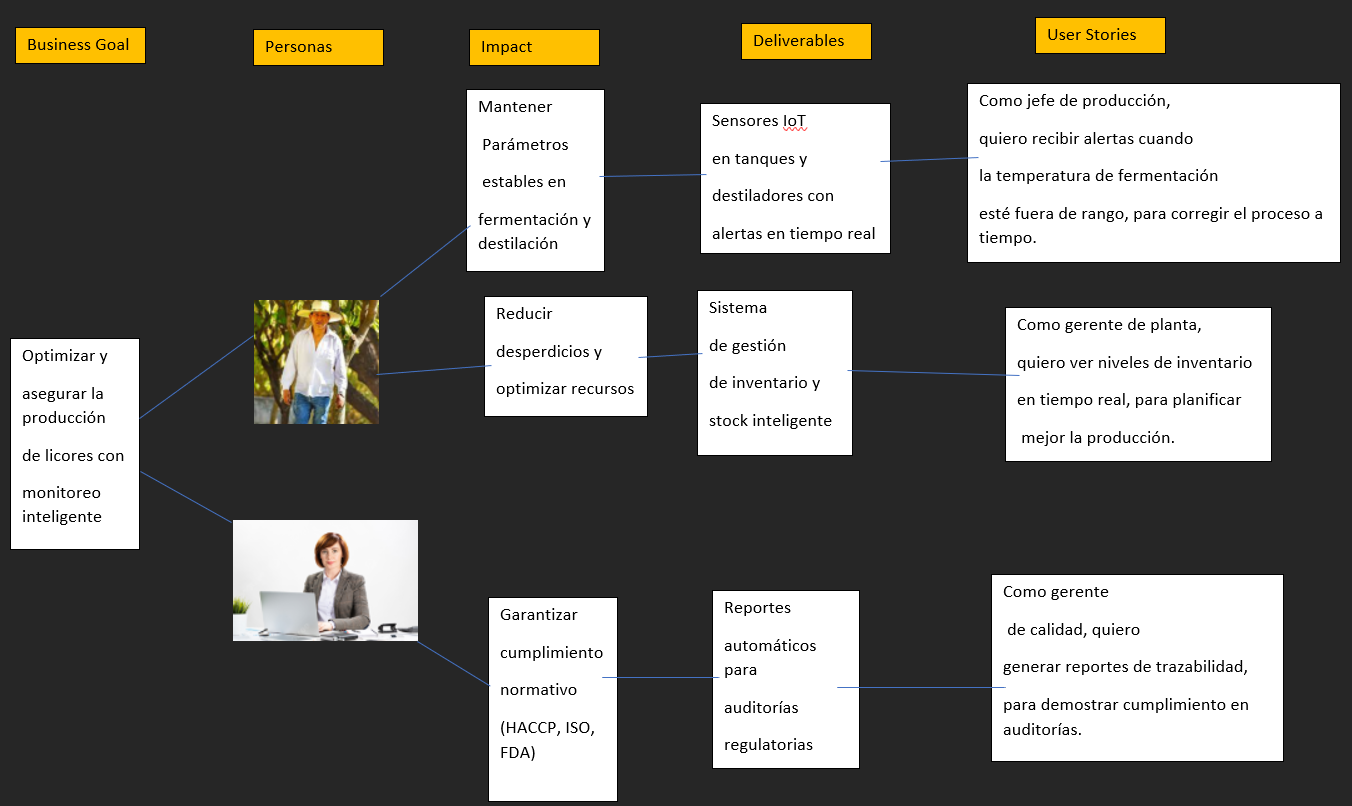 Business Goal
Personas
Impact
Deliverables
User Stories
Optimizar y
asegurar la
producción
de licores con
monitoreo
inteligente
Mantener
Parámetros
estables en
fermentación y
destilación
Sensores IoT
en tanques y
destiladores con
alertas en tiempo real
Como jefe de producción,
quiero recibir alertas cuando
la temperatura de fermentación
esté fuera de rango, para corregir el proceso a
tiempo.
Reducir
desperdicios y
optimizar recursos
Sistema
de gestión
de inventario y
stock inteligente
Como gerente de planta,
quiero ver niveles de inventario
en tiempo real, para planificar
mejor la producción.
Garantizar
cumplimiento
normativo
(HACCP, ISO,
FDA)
Reportes
automáticos
para
auditorías
regulatorias
Como gerente
de calidad, quiero
generar reportes de trazabilidad,
para demostrar cumplimiento en
auditorías.